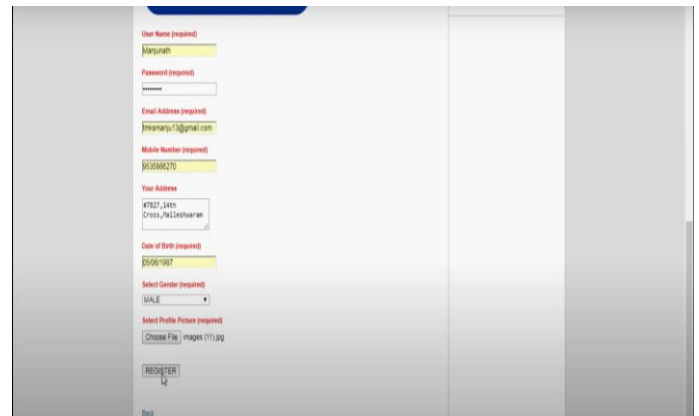 User Name (required)
Manjunath
Password (required)
••••••••
Email Address (required)
tmksmanju13@gmail.com
Mobile Number (required)
9535866270
Your Address
#7827,14th
Cross,Malleshwaram
Date of Birth (required)
05/06/1987
Select Gender (required)
MALE
Select Profile Picture (required)
Choose File images (11).jpg
REGISTER
Back